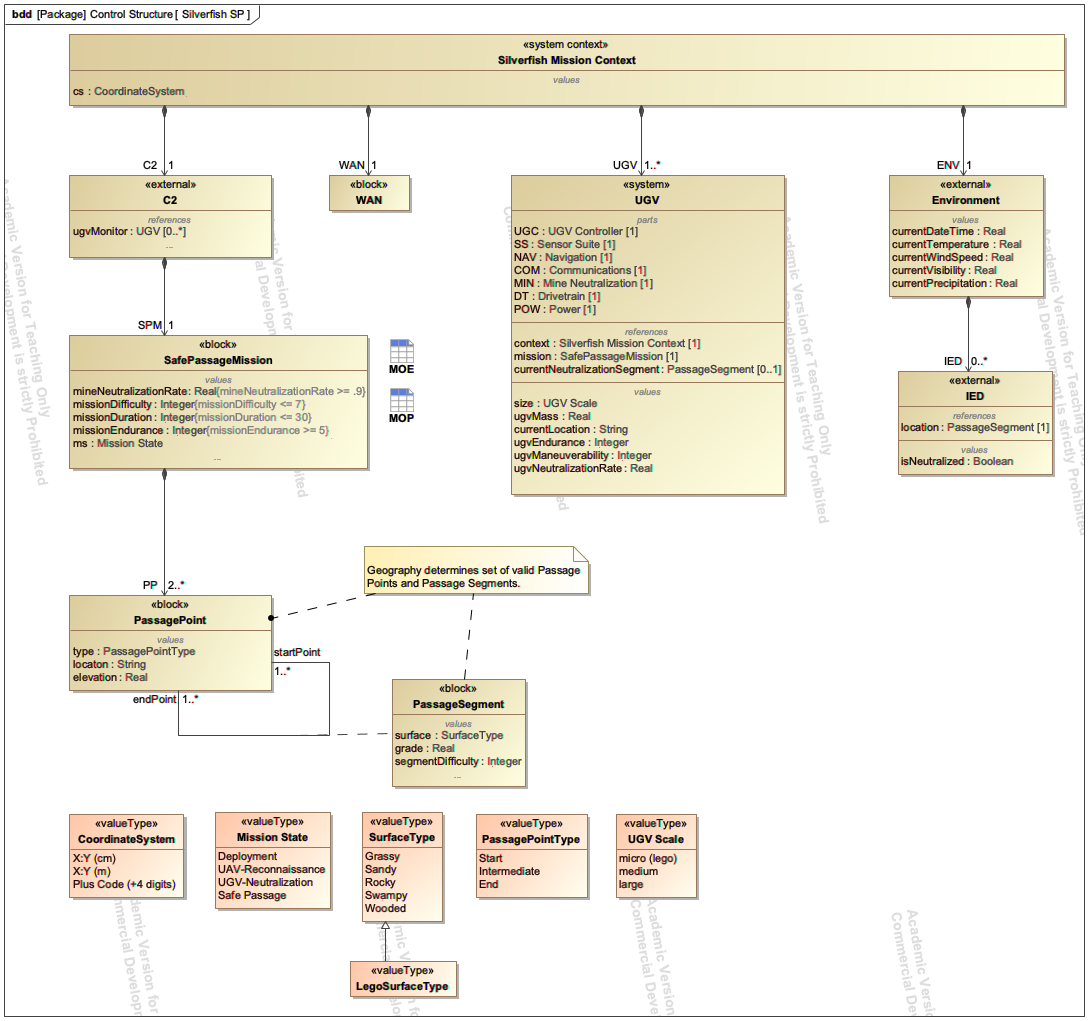 bdd [Package] Control Structure [ Silverfish SP ]
«system context»
Silverfish Mission Context
values
cs : CoordinateSystem
C2 1
WAN 1
UGV 1..*
ENV 1
«external»
C2
references
ugvMonitor : UGV [0..*]
...
«block»
WAN
«system»
UGV
parts
UGC : UGV Controller [1]
SS : Sensor Suite [1]
NAV : Navigation [1]
COM : Communications [1]
MIN : Mine Neutralization [1]
DT : Drivetrain [1]
POW : Power [1]
references
context : Silverfish Mission Context [1]
mission : SafePassageMission [1]
currentNeutralizationSegment : PassageSegment [0..1]
values
size : UGV Scale
ugvMass : Real
currentLocation : String
ugvEndurance : Integer
ugvManeuverability : Integer
ugvNeutralizationRate : Real
«external»
Environment
values
currentDateTime : Real
currentTemperature : Real
currentWindSpeed : Real
currentVisibility : Real
currentPrecipitation : Real
IED 0..*
«external»
IED
references
location : PassageSegment [1]
values
isNeutralized : Boolean
SPM 1
«block»
SafePassageMission
values
mineNeutralizationRate : Real{mineNeutralizationRate >= .9}
missionDifficulty : Integer{missionDifficulty <= 7}
missionDuration : Integer{missionDuration <= 30}
missionEndurance : Integer{missionEndurance >= 5}
ms : Mission State
...
MOE
MOP
PP 2..*
Geography determines set of valid Passage
Points and Passage Segments.
«block»
PassagePoint
values
type : PassagePointType
locaton : String
elevation : Real
startPoint
1..*
endPoint 1..*
«block»
PassageSegment
values
surface : SurfaceType
grade : Real
segmentDifficulty : Integer
...
«valueType»
CoordinateSystem
X:Y (cm)
X:Y (m)
Plus Code (+4 digits)
«valueType»
Mission State
Deployment
UAV-Reconnaissance
UGV-Neutralization
Safe Passage
«valueType»
SurfaceType
Grassy
Sandy
Rocky
Swampy
Wooded
«valueType»
PassagePointType
Start
Intermediate
End
«valueType»
UGV Scale
micro (lego)
medium
large
«valueType»
LegoSurfaceType
Academic Version for Teaching Only
Commercial Development is strictly Prohibited